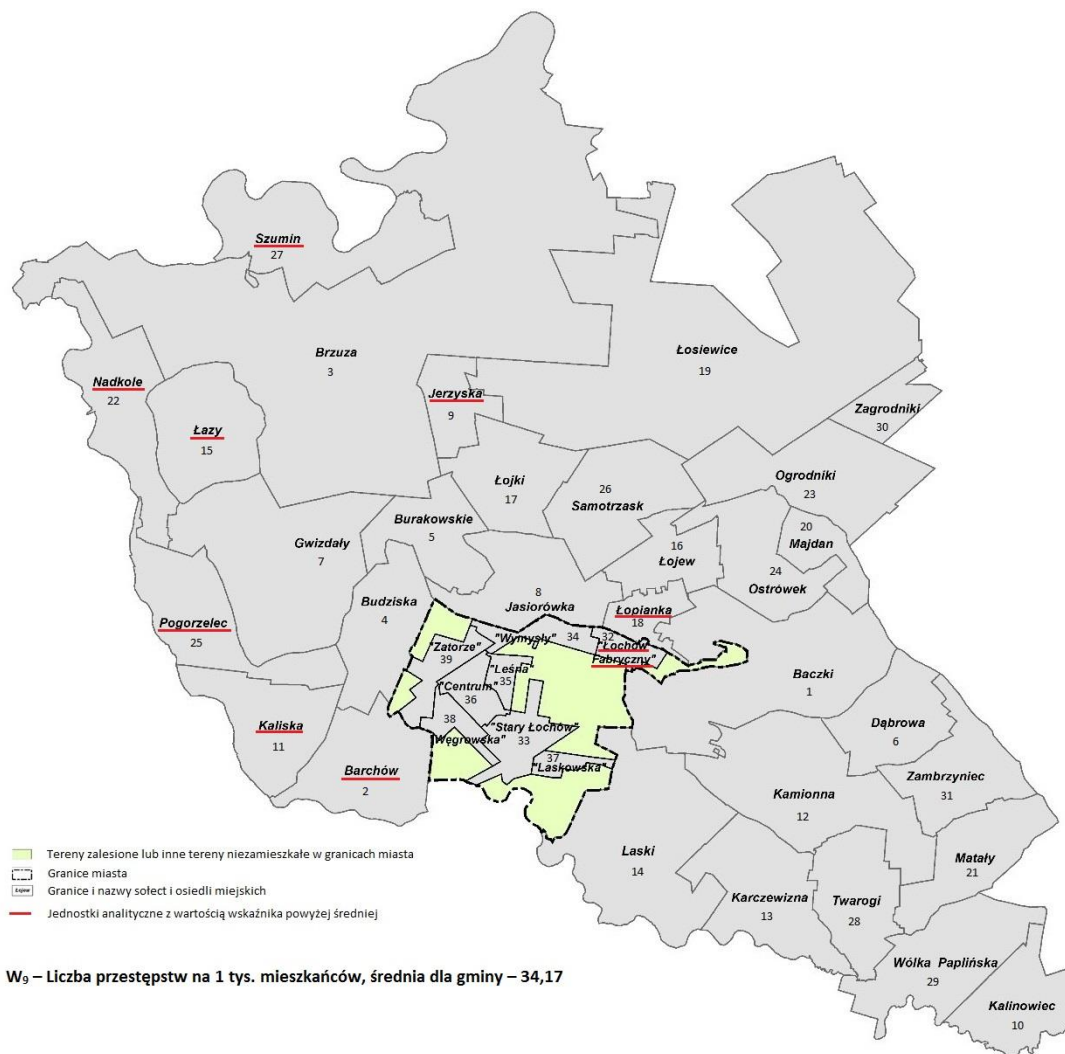 Szumin
27
Brzuza
3
Łosiewice
19
Nadkole
22
Jerzyska
9
Zagrodniki
30
Łazy
15
Łojki
17
26
Samotrzask
Ogrodniki
23
Burakowskie
5
20
Majdan
Gwizdały
7
16
Łojew
24
Ostrówek
Budziska
4
8
Jasiorówka
Łopianka
18
Pogorzelec
25
"Wymysły"
34
32
"Łochów
Fabryczny"
"Zatorze"
39
"Leśna"
35
Baczki
1
"Centrum"
36
Kaliska
11
38
"Węgrowska"
"Stary Łochów"
33
Dąbrowa
6
37
"Laskowska"
Barchów
2
Zambrzyniec
31
Kamionna
12
Laski
14
Matały
21
Karczewizna
13
Twarogi
28
Wólka Paplińska
29
Kalinowiec
10
Tereny zalesione lub inne tereny niezamieszkałe w granicach miasta
Granice miasta
Łojew Granice i nazwy sołect i osiedli miejskich
Jednostki analityczne z wartością wskaźnika powyżej średniej
W₉ – Liczba przestępstw na 1 tys. mieszkańców, średnia dla gminy – 34,17